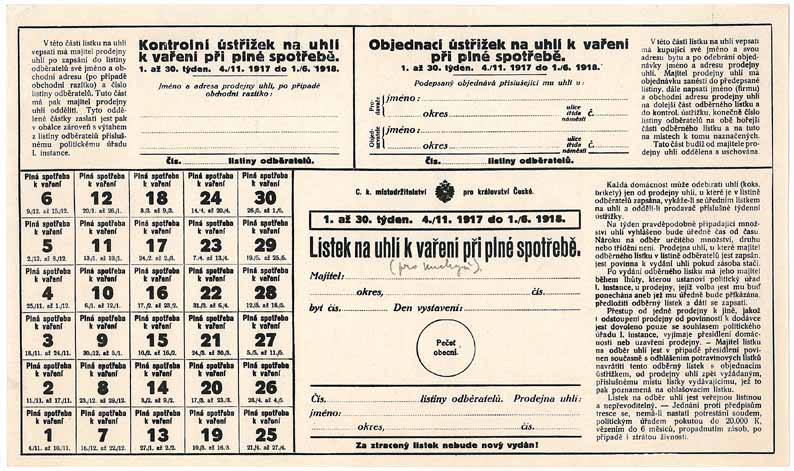 V této části lístku na uhlí
vepsati má majitel prodejny
uhlí po zapsání do listiny
odběratelů své jméno a ob-
chodní adresu (po případě
obchodní razítko) a číslo
listiny odběratelů. Tuto část
má pak majitel prodejny
uhlí odděliti. Tyto oddě-
lené částky zaslati jest pak
v obálce zároveň s výtahem
z listiny odběratelů přísluš-
nému politickému úřadu
I. instance.
Kontrolní ústřižek na uhlí
k vaření při plné spotřebě.
1. až 30. týden. 4./11. 1917 do 1./6. 1918.
Jméno a adresa prodejny uhlí, po případě
obchodní razítko:
Čís. listiny odběratelů.
Objednací ústřižek na uhlí k vaření
při plné spotřebě.
1. až 30. týden. 4./11. 1917 do 1./6. 1918.
Podepsaný objednává příslušející mu uhlí u:
Pro-
davače
jméno:
okres ulice
třída
náměstí č.
Objed-
navatele
jméno:
okres ulice
třída
náměstí č.
Čís. listiny odběratelů.
V této části lístku na uhlí
má kupující své jméno a svou
adresu bytu a po odebrání objed-
návky jméno a adresu prodejny
uhlí. Majitel prodejny uhlí má
objednávku zanésti do předepsané
listiny, dále napsati jméno (firmu)
a obchodní adresu prodejny uhlí
na dolejší část odběrného lístku a
do kontrol. ústřižku, konečně číslo
listiny odběratelů na obě hořejší
části odběrného lístku a na tuto
na místech k tomu naznačených.
Tato část budiž od majitele pro-
dejny uhlí oddělena a uschována.
Plná spotřeba
k vaření
6
9./12. až 15./12.
Plná spotřeba
k vaření
12
20./1. až 26./1.
Plná spotřeba
k vaření
18
3./3. až 9./3.
Plná spotřeba
k vaření
24
14./4. až 20./4.
Plná spotřeba
k vaření
30
26./5. až 1./6.
Plná spotřeba
k vaření
5
2./12. až 8./12.
Plná spotřeba
k vaření
11
13./1. až 19./1.
Plná spotřeba
k vaření
17
24./2. až 2./3.
Plná spotřeba
k vaření
23
7./4. až 13./4.
Plná spotřeba
k vaření
29
19./5. až 25./5.
Plná spotřeba
k vaření
4
25./11. až 1./12.
Plná spotřeba
k vaření
10
6./1. až 12./1.
Plná spotřeba
k vaření
16
17./2. až 23./2.
Plná spotřeba
k vaření
22
31./3. až 6./4.
Plná spotřeba
k vaření
28
12./5. až 18./5.
Plná spotřeba
k vaření
3
18./11. až 24./11.
Plná spotřeba
k vaření
9
30./12. až 5./1.
Plná spotřeba
k vaření
15
10./2. až 16./2.
Plná spotřeba
k vaření
21
24./3. až 30./3.
Plná spotřeba
k vaření
27
5./5. až 11./5.
Plná spotřeba
k vaření
2
11./11. až 17./11.
Plná spotřeba
k vaření
8
23./12. až 29./12.
Plná spotřeba
k vaření
14
3./2. až 9./2.
Plná spotřeba
k vaření
20
17./3. až 23./3.
Plná spotřeba
k vaření
26
28./4. až 4./5.
Plná spotřeba
k vaření
1
4./11. až 10./11.
Plná spotřeba
k vaření
7
16./12. až 22./12.
Plná spotřeba
k vaření
13
27./1. až 2./2.
Plná spotřeba
k vaření
19
10./3. až 16./3.
Plná spotřeba
k vaření
25
21./4. až 27./4.
C. k. místodržitelství pro království České.
1. až 30. týden. 4./11. 1917 do 1./6. 1918.
Lístek na uhlí k vaření při plné spotřebě.
(pro kuchyň).
Majitel:
okres, čís.
byt čís. Den vystavení:
Pečeť
obecní.
Čís. listiny odběratelů. Prodejna uhlí:
jméno:
okres: čís.
Za ztracený lístek nebude nový vydán!
Každá domácnost může odebírati uhlí (koks,
brikety) jen od prodejny uhlí, u které je v listině
odběratelů zapsána, vykáže-li se úředním lístkem
na uhlí a oddělí-li prodavač příslušné týdenní
ústřižky.
Na týden pravděpodobně připadající množ-
ství uhlí vyhlášeno bude úředně čas od času.
Nároku na odběr určitého množství, druhu
neb třídění není. Prodejna uhlí, u které majitel
odběrného lístku v listině odběratelů jest zapsán,
jest povinna k vydání uhlí pokud zásoba stačí.
Po vydání odběrného lístku má jeho majitel
během lhůty, kterou ustanoví politický úřad
I. instance, u prodejny, jejíž volba jest mu buď
ponechána aneb jež mu úředně bude přikázána,
předložiti odběrný lístek a dáti se zapsati.
Přestup od jedné prodejny k jiné, jakož
i odstoupení prodejny od povinnosti k dodávce
jest dovoleno pouze se souhlasem politického
úřadu I. instance, vyjímaje přesídlení domác-
nosti neb uzavření prodejny. – Majitel lístku
na odběr uhlí jest v případě přesídlení povi-
nen současně s odhlášením potravinových lístků
navrátiti tento odběrný lístek s objednacím
ústřižkem, od prodejny uhlí zpět vyžádaným,
příslušnému místu lístky vydávajícímu, jež to
pak poznamená na ohlašovacím lístku.
Lístek na odběr uhlí jest veřejnou listinou
a nepřevoditelný. – Jednání proti předpisům
tresce se, nemá-li nastati potrestání soudem,
politickým úřadem pokutou do 20.000 K,
vězením do 6 měsíců, propadnutím zásob, po
případě i ztrátou živnosti.